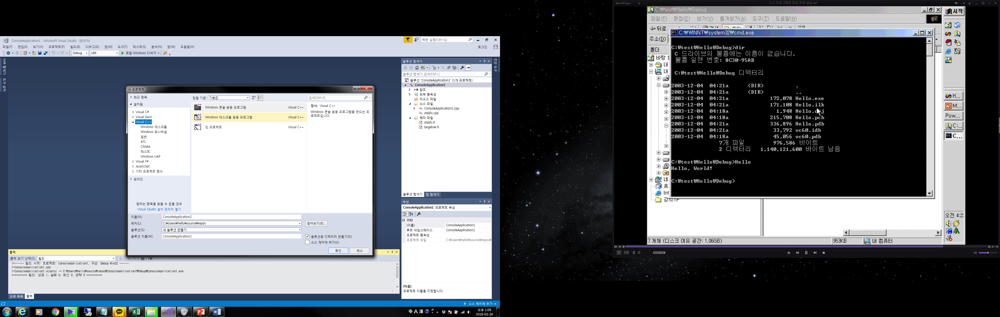 ConsoleApplication1 - Microsoft Visual Studio (관리자)
빠른 실행(Ctrl+Q)
파일(F) 편집(E) 보기(V) 프로젝트(P) 빌드(B) 디버그(D) 팀(M) 도구(T) 테스트(S) 분석(N) 창(W) 도움말(H)
로그인
Debug x86 로컬 Windows 디버거
서버 탐색기
도구 상자
새 프로젝트
최근 항목
설치됨
Visual C#
Visual Basic
Visual C++
Windows 데스크톱
Windows 유니버설
일반
ATL
CMake
테스트
Windows UAP
Visual F#
JavaScript
기타 프로젝트 형식
온라인
원하는 항목을 찾을 수 없을 경우
Visual Studio 설치 관리자 열기
정렬 기준: 기본값
검색(Ctrl+E)
Windows 콘솔 응용 프로그램 Visual C++
Windows 데스크톱 응용 프로그램 Visual C++
빈 프로젝트 Visual C++
형식: Visual C++
Windows 콘솔 응용 프로그램을 만드는 프
로젝트입니다.
이름(N): ConsoleApplication2
위치(L): C:₩Users₩hello₩source₩repos 찾아보기(B)...
솔루션(S): 새 솔루션 만들기
솔루션 이름(M): ConsoleApplication2
솔루션용 디렉터리 만들기(D)
소스 제어에 추가(U)
확인 취소
솔루션 탐색기
솔루션 탐색기 검색(Ctrl+;)
솔루션 'ConsoleApplication1' (1개 프로젝트)
ConsoleApplication1
참조
외부 종속성
리소스 파일
소스 파일
ConsoleApplication1.cpp
stdafx.cpp
헤더 파일
stdafx.h
targetver.h
솔루션 탐색기 팀 탐색기
진단 도구
속성
ConsoleApplication1 프로젝트 속성
기타
(이름) ConsoleApplication1
루트 네임스페이스 ConsoleApplication1
프로젝트 종속성
프로젝트 파일 C:₩Users₩hello₩source₩repos₩
(이름)
프로젝트 이름을 지정합니다.
출력
출력 보기 선택(S): 빌드
1>------ 빌드 시작: 프로젝트: ConsoleApplication1, 구성: Debug Win32 ------
1>ConsoleApplication1.cpp
1>ConsoleApplication1.vcxproj -> C:₩Users₩hello₩source₩repos₩ConsoleApplication1₩Debug₩ConsoleApplication1.exe
========== 빌드: 성공 1, 실패 0, 최신 0, 생략 0 ==========
오류 목록 출력
소스 제어에 추가
A 漢
오후 1:09
2018-03-26
KMPlayer
2. C 프로그래밍 완성 과정 실습.asf
C:₩test₩Hello₩Debug
파일(F) 편집(E) 보기(V) 즐겨찾기(A) 도구(T) 도움말(H)
뒤로
주소(D)
폴더
바탕
내
내
네
휴
Int
강의TP
C:₩WINNT₩system32₩cmd.exe
C:₩test₩Hello₩Debug>dir
C 드라이브의 볼륨에는 이름이 없습니다.
볼륨 일련 번호: 8C30-95AB
C:₩test₩Hello₩Debug 디렉터리
2003-12-04 04:21a <DIR> .
2003-12-04 04:21a <DIR> ..
2003-12-04 04:21a 172,078 Hello.exe
2003-12-04 04:21a 171,108 Hello.ilk
2003-12-04 04:18a 1,948 Hello.obj
2003-12-04 04:18a 215,708 Hello.pch
2003-12-04 04:21a 336,896 Hello.pdb
2003-12-04 04:21a 33,792 vc60.idb
2003-12-04 04:18a 45,056 vc60.pdb
7개 파일 976,586 바이트
2 디렉터리 1,140,121,600 바이트 남음
C:₩test₩Hello₩Debug>Hello
Hello, World!
C:₩test₩Hello₩Debug>
시작
H...
M...
Pow...
C:...
C...
오전 4:2
7 개체 (디스크 여유 공간: 1,06GB) 953KB 내 컴퓨터
00:18:38
00:21:15
3D VR